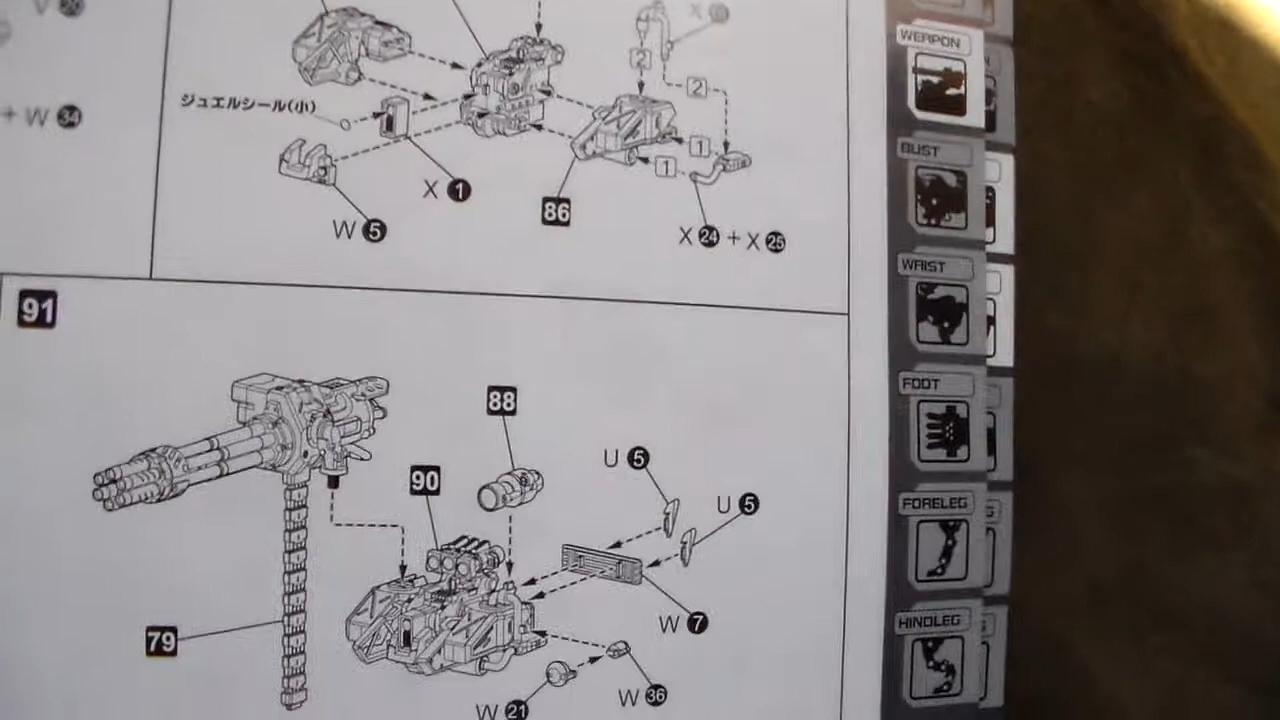 + W 34
ジュエルシール(小)
2
2
1
1
X 1
86
W 5
X 24 + X 25
91
88
U 5
90
U 5
79
W 7
W 36
W 21
WERPON
BUST
WRIST
FOOT
FORELEG
HINDLEG